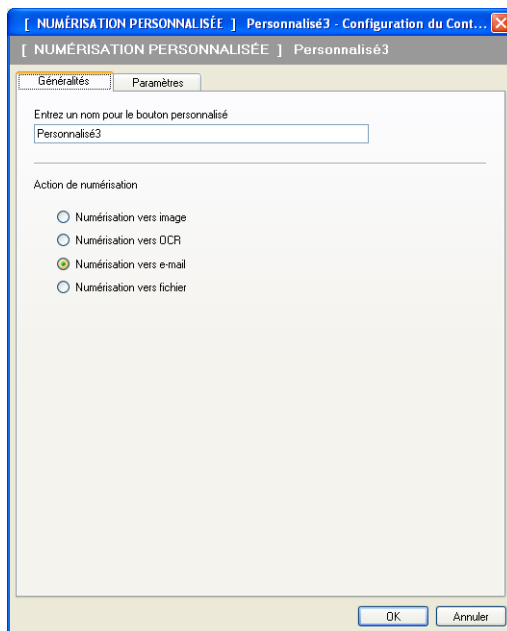 [ NUMÉRISATION PERSONNALISÉE ] Personnalisé3 - Configuration du Cont...
[ NUMÉRISATION PERSONNALISÉE ] Personnalisé3
Généralités
Paramètres
Entrez un nom pour le bouton personnalisé
Personnalisé3
Action de numérisation
Numérisation vers image
Numérisation vers OCR
Numérisation vers e-mail
Numérisation vers fichier
OK
Annuler